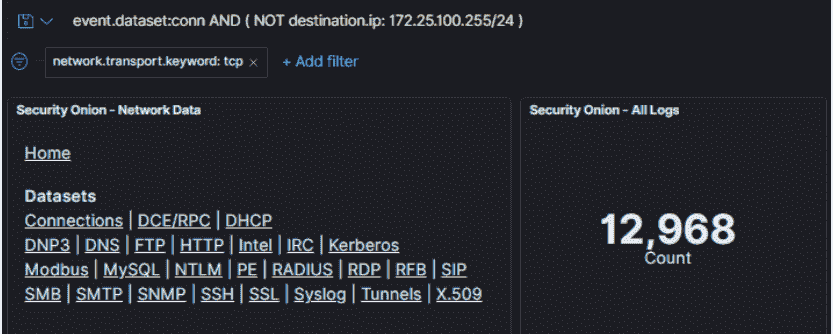 event.dataset:conn AND ( NOT destination.ip: 172.25.100.255/24 )
network.transport.keyword: tcp ×
+ Add filter
Security Onion - Network Data
Home
Datasets
Connections | DCE/RPC | DHCP
DNP3 | DNS | FTP | HTTP | Intel | IRC | Kerberos
Modbus | MySQL | NTLM | PE | RADIUS | RDP | RFB | SIP
SMB | SMTP | SNMP | SSH | SSL | Syslog | Tunnels | X.509
Security Onion - All Logs
12,968
Count